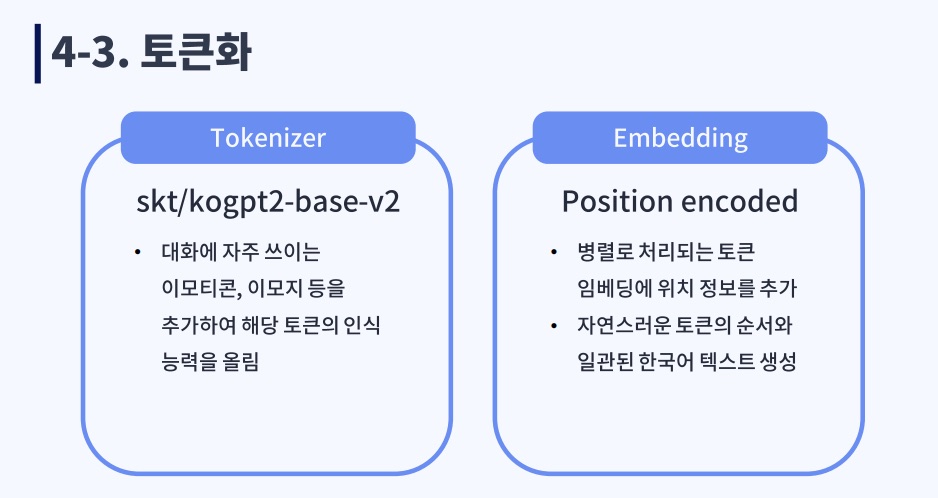 4-3. 토큰화
Tokenizer
skt/kogpt2-base-v2
• 대화에 자주 쓰이는
이모티콘, 이모지 등을
추가하여 해당 토큰의 인식
능력을 올림
Embedding
Position encoded
• 병렬로 처리되는 토큰
임베딩에 위치 정보를 추가
• 자연스러운 토큰의 순서와
일관된 한국어 텍스트 생성